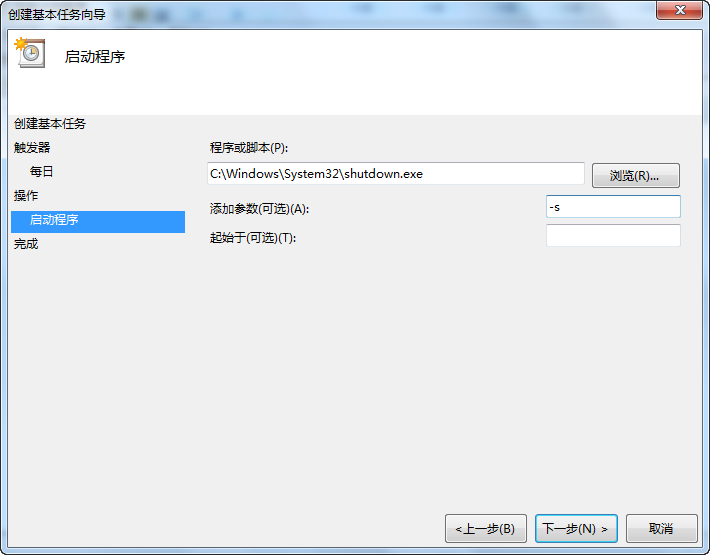 创建基本任务向导
启动程序
创建基本任务
触发器
每日
操作
启动程序
完成
程序或脚本(P):
C:\Windows\System32\shutdown.exe
浏览(R)...
添加参数(可选)(A):
-s
起始于(可选)(T):
<上一步(B)
下一步(N) >
取消